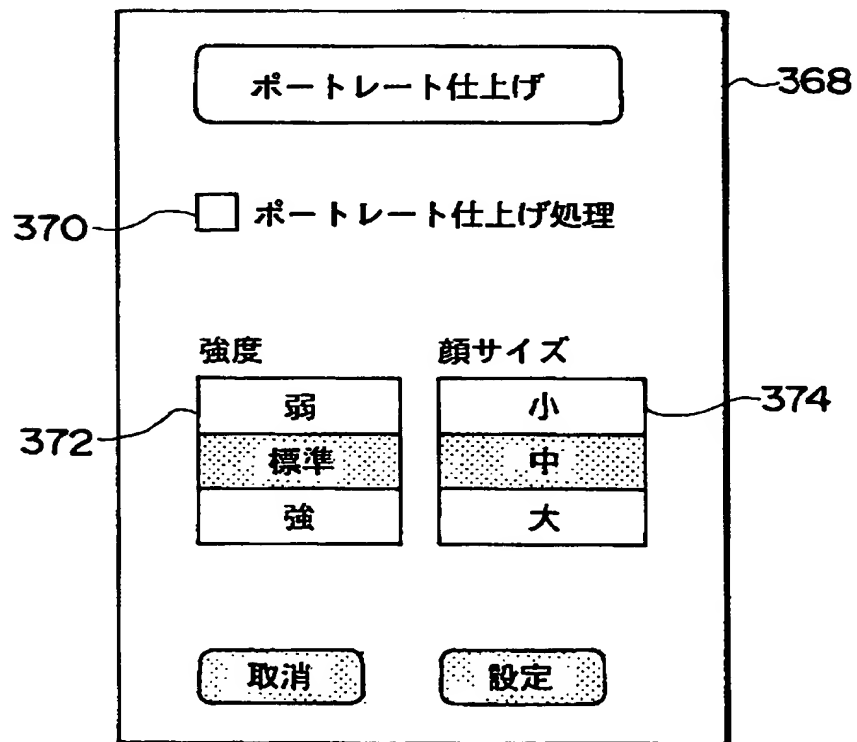 ポートレート仕上げ
368
370
ポートレート仕上げ処理
強度
顔サイズ
372
弱
標準
強
小
中
大
374
取消
設定